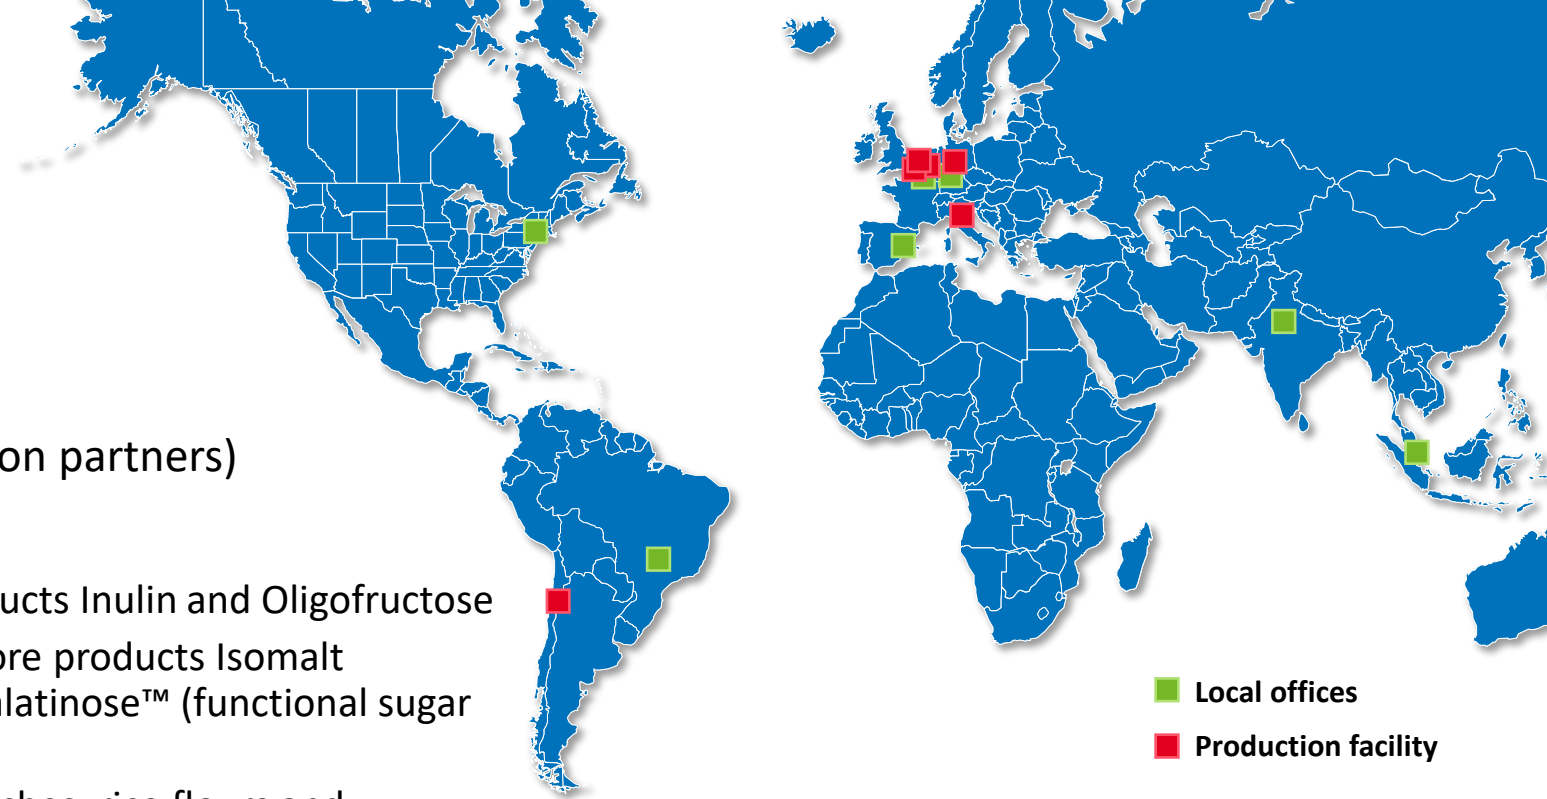 on partners)
ucts Inulin and Oligofructose
ore products Isomalt
latinose™ (functional sugar
Local offices
Production facility